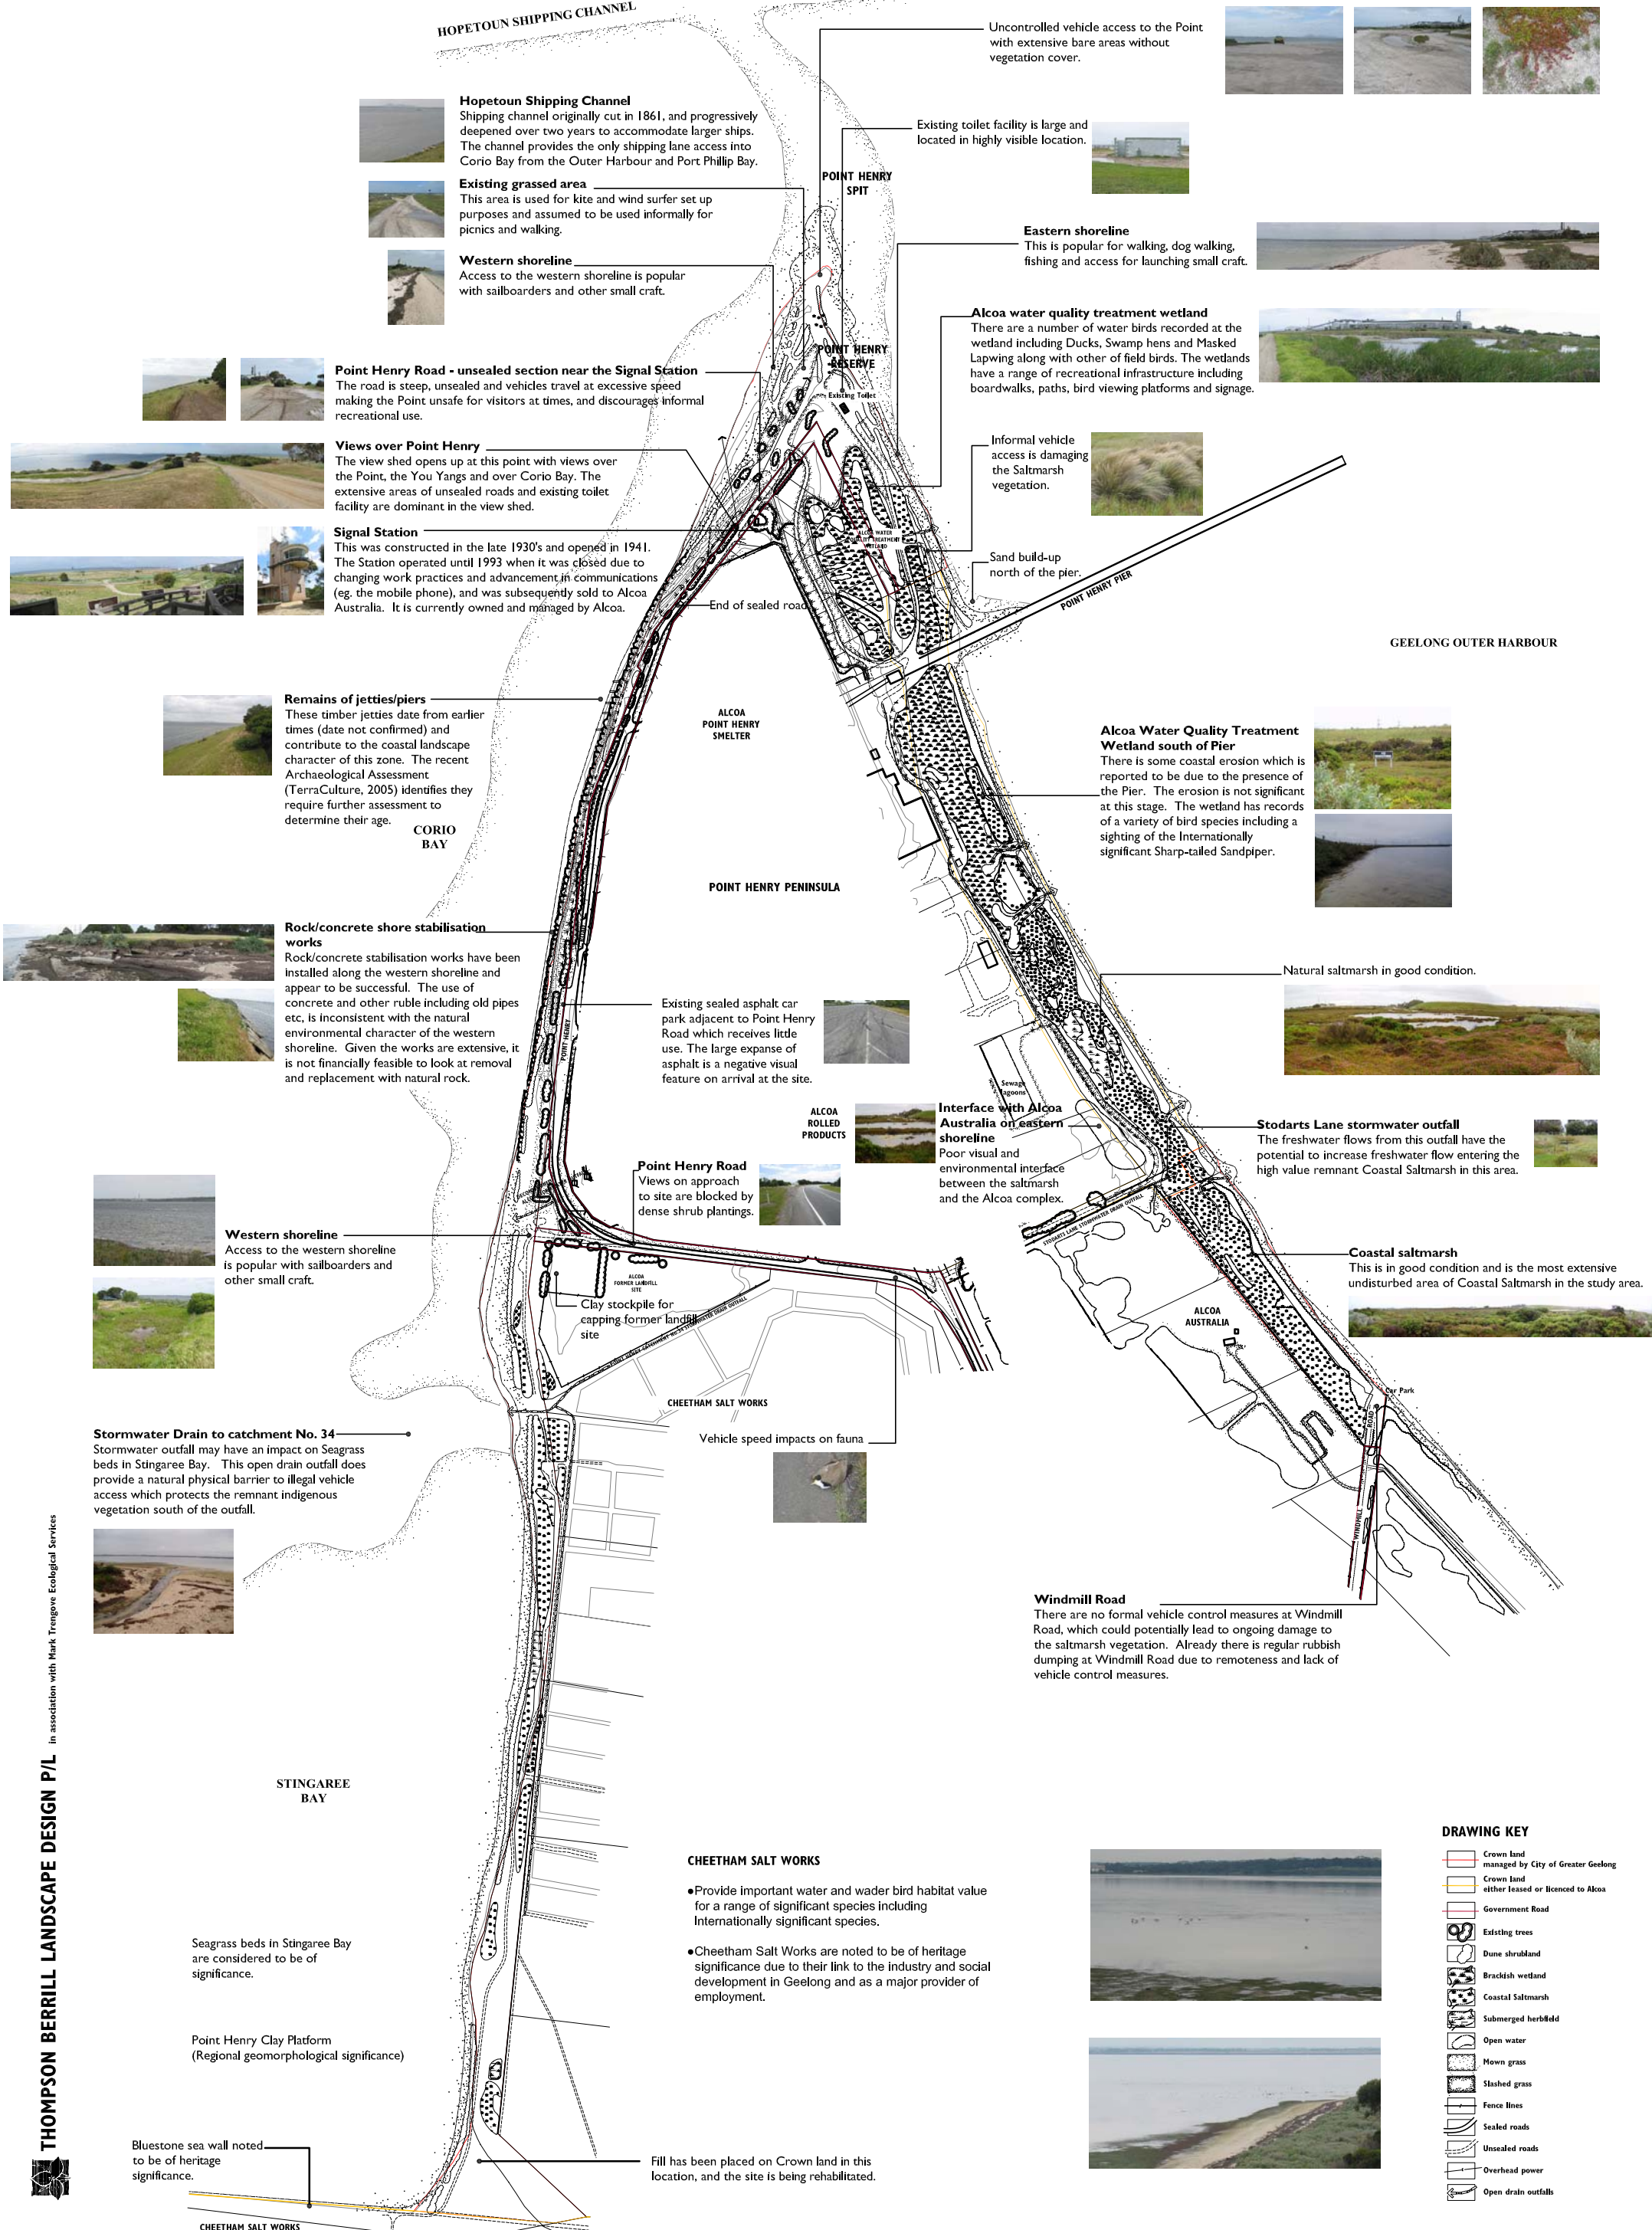 HOPETOUN SHIPPING CHANNEL
Uncontrolled vehicle access to the Point
with extensive bare areas without
vegetation cover.
Hopetoun Shipping Channel
Shipping channel originally cut in 1861, and progressively
deepened over two years to accommodate larger ships.
The channel provides the only shipping lane access into
Corio Bay from the Outer Harbour and Port Phillip Bay.
Existing toilet facility is large and
located in highly visible location.
POINT HENRY
SPIT
Existing grassed area
This area is used for kite and wind surfer set up
purposes and assumed to be used informally for
picnics and walking.
Eastern shoreline
This is popular for walking, dog walking,
fishing and access for launching small craft.
Western shoreline
Access to the western shoreline is popular
with sailboarders and other small craft.
Alcoa water quality treatment wetland
There are a number of water birds recorded at the
wetland including Ducks, Swamp hens and Masked
Lapwing along with other of field birds. The wetlands
have a range of recreational infrastructure including
boardwalks, paths, bird viewing platforms and signage.
POINT HENRY
RESERVE
Existing Toilet
Point Henry Road - unsealed section near the Signal Station
The road is steep, unsealed and vehicles travel at excessive speed
making the Point unsafe for visitors at times, and discourages informal
recreational use.
Views over Point Henry
The view shed opens up at this point with views over
the Point, the You Yangs and over Corio Bay. The
extensive areas of unsealed roads and existing toilet
facility are dominant in the view shed.
Informal vehicle
access is damaging
the Saltmarsh
vegetation.
Signal Station
This was constructed in the late 1930's and opened in 1941.
The Station operated until 1993 when it was closed due to
changing work practices and advancement in communications
(eg. the mobile phone), and was subsequently sold to Alcoa
Australia. It is currently owned and managed by Alcoa.
ALCOA WATER
QUALITY TREATMENT
WETLAND
Sand build-up
north of the pier.
POINT HENRY PIER
End of sealed road
GEELONG OUTER HARBOUR
Remains of jetties/piers
These timber jetties date from earlier
times (date not confirmed) and
contribute to the coastal landscape
character of this zone. The recent
Archaeological Assessment
(TerraCulture, 2005) identifies they
require further assessment to
determine their age.
CORIO
BAY
ALCOA
POINT HENRY
SMELTER
Alcoa Water Quality Treatment
Wetland south of Pier
There is some coastal erosion which is
reported to be due to the presence of
the Pier. The erosion is not significant
at this stage. The wetland has records
of a variety of bird species including a
sighting of the Internationally
significant Sharp-tailed Sandpiper.
POINT HENRY PENINSULA
Rock/concrete shore stabilisation
works
Rock/concrete stabilisation works have been
installed along the western shoreline and
appear to be successful. The use of
concrete and other ruble including old pipes
etc, is inconsistent with the natural
environmental character of the western
shoreline. Given the works are extensive, it
is not financially feasible to look at removal
and replacement with natural rock.
Natural saltmarsh in good condition.
POINT HENRY
Existing sealed asphalt car
park adjacent to Point Henry
Road which receives little
use. The large expanse of
asphalt is a negative visual
feature on arrival at the site.
Sewage
lagoons
ALCOA
ROLLED
PRODUCTS
Interface with Alcoa
Australia on eastern
shoreline
Poor visual and
environmental interface
between the saltmarsh
and the Alcoa complex.
Stodarts Lane stormwater outfall
The freshwater flows from this outfall have the
potential to increase freshwater flow entering the
high value remnant Coastal Saltmarsh in this area.
Point Henry Road
Views on approach
to site are blocked by
dense shrub plantings.
STODARTS LANE STORMWATER DRAIN OUTFALL
Western shoreline
Access to the western shoreline
is popular with sailboarders and
other small craft.
Coastal saltmarsh
This is in good condition and is the most extensive
undisturbed area of Coastal Saltmarsh in the study area.
ALCOA
FORMER LANDFILL
SITE
Clay stockpile for
capping former landfill
site
ALCOA
AUSTRALIA
Car Park
CHEETHAM SALT WORKS
Vehicle speed impacts on fauna
Stormwater Drain to catchment No. 34
Stormwater outfall may have an impact on Seagrass
beds in Stingaree Bay. This open drain outfall does
provide a natural physical barrier to illegal vehicle
access which protects the remnant indigenous
vegetation south of the outfall.
WINDMILL ROAD
Windmill Road
There are no formal vehicle control measures at Windmill
Road, which could potentially lead to ongoing damage to
the saltmarsh vegetation. Already there is regular rubbish
dumping at Windmill Road due to remoteness and lack of
vehicle control measures.
STINGAREE
BAY
THOMPSON BERRILL LANDSCAPE DESIGN P/L in association with Mark Trengove Ecological Services
CHEETHAM SALT WORKS
●Provide important water and wader bird habitat value
for a range of significant species including
Internationally significant species.
●Cheetham Salt Works are noted to be of heritage
significance due to their link to the industry and social
development in Geelong and as a major provider of
employment.
Seagrass beds in Stingaree Bay
are considered to be of
significance.
Point Henry Clay Platform
(Regional geomorphological significance)
Bluestone sea wall noted
to be of heritage
significance.
Fill has been placed on Crown land in this
location, and the site is being rehabilitated.
CHEETHAM SALT WORKS
DRAWING KEY
Crown land
managed by City of Greater Geelong
Crown land
either leased or licenced to Alcoa
Government Road
Existing trees
Dune shrubland
Brackish wetland
Coastal Saltmarsh
Submerged herbfield
Open water
Mown grass
Slashed grass
Fence lines
Sealed roads
Unsealed roads
Overhead power
Open drain outfalls